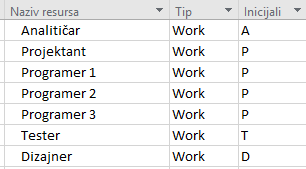 Naziv resursa Tip Inicijali
Analitičar Work A
Projektant Work P
Programer 1 Work P
Programer 2 Work P
Programer 3 Work P
Tester Work T
Dizajner Work D